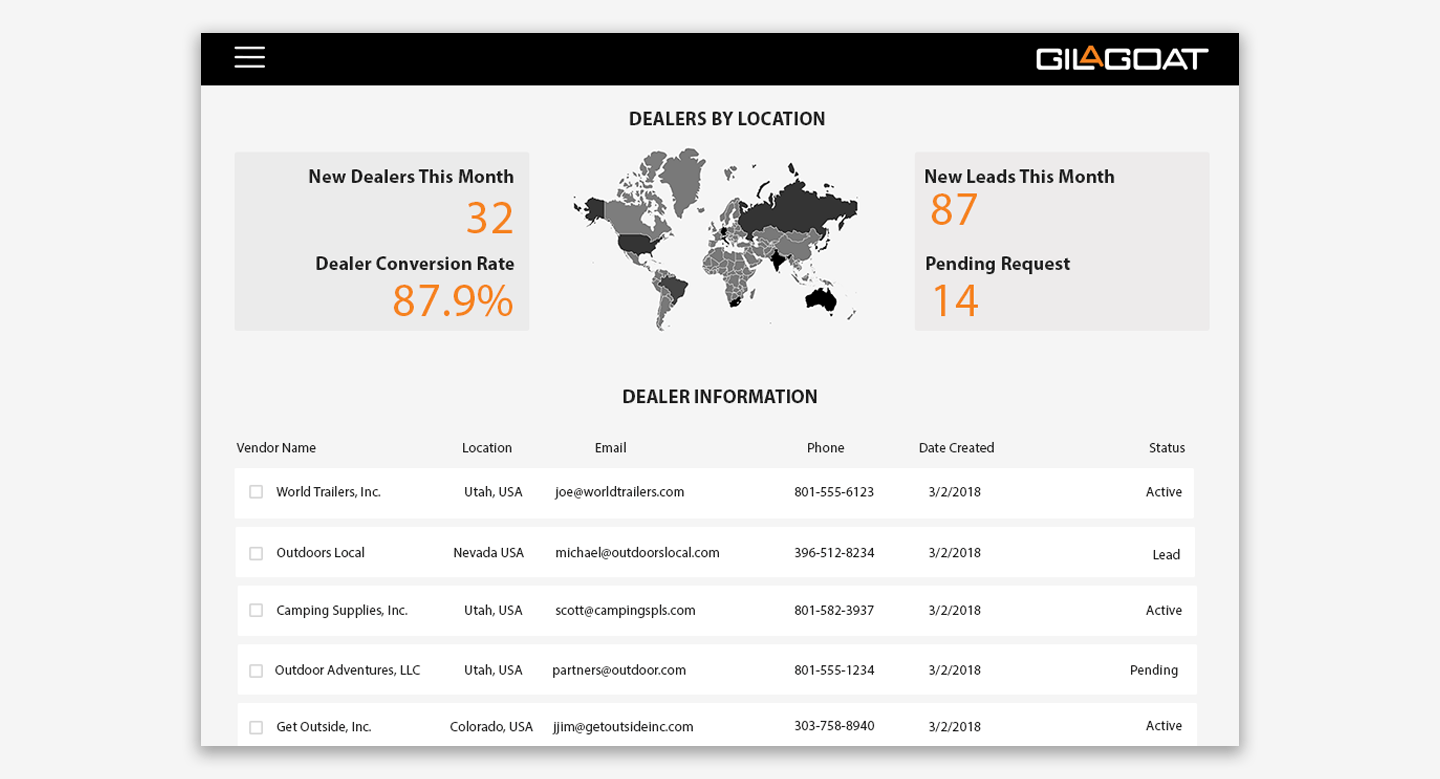 GILAGOAT
DEALERS BY LOCATION
New Dealers This Month
32
Dealer Conversion Rate
87.9%
New Leads This Month
87
Pending Request
14
DEALER INFORMATION
Vendor Name Location Email Phone Date Created Status
World Trailers, Inc. Utah, USA joe@worldtrailers.com 801-555-6123 3/2/2018 Active
Outdoors Local Nevada USA michael@outdoorslocal.com 396-512-8234 3/2/2018 Lead
Camping Supplies, Inc. Utah, USA scott@campingspls.com 801-582-3937 3/2/2018 Active
Outdoor Adventures, LLC Utah, USA partners@outdoor.com 801-555-1234 3/2/2018 Pending
Get Outside, Inc. Colorado, USA jjim@getoutsideinc.com 303-758-8940 3/2/2018 Active